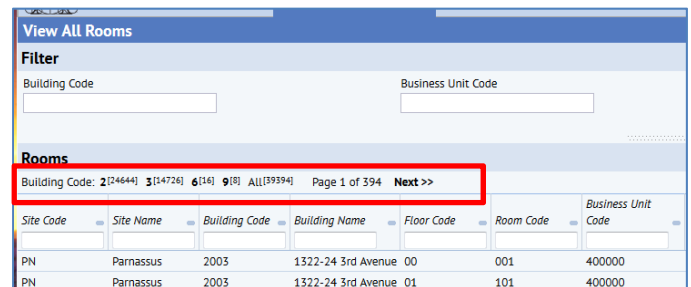 View All Rooms
Filter
Building Code Business Unit Code
Rooms
Building Code: 2[24644] 3[14726] 6[16] 9[8] All[39394] Page 1 of 394 Next >>
Site Code Site Name Building Code Building Name Floor Code Room Code Business Unit Code
PN Parnassus 2003 1322-24 3rd Avenue 00 001 400000
PN Parnassus 2003 1322-24 3rd Avenue 01 101 400000